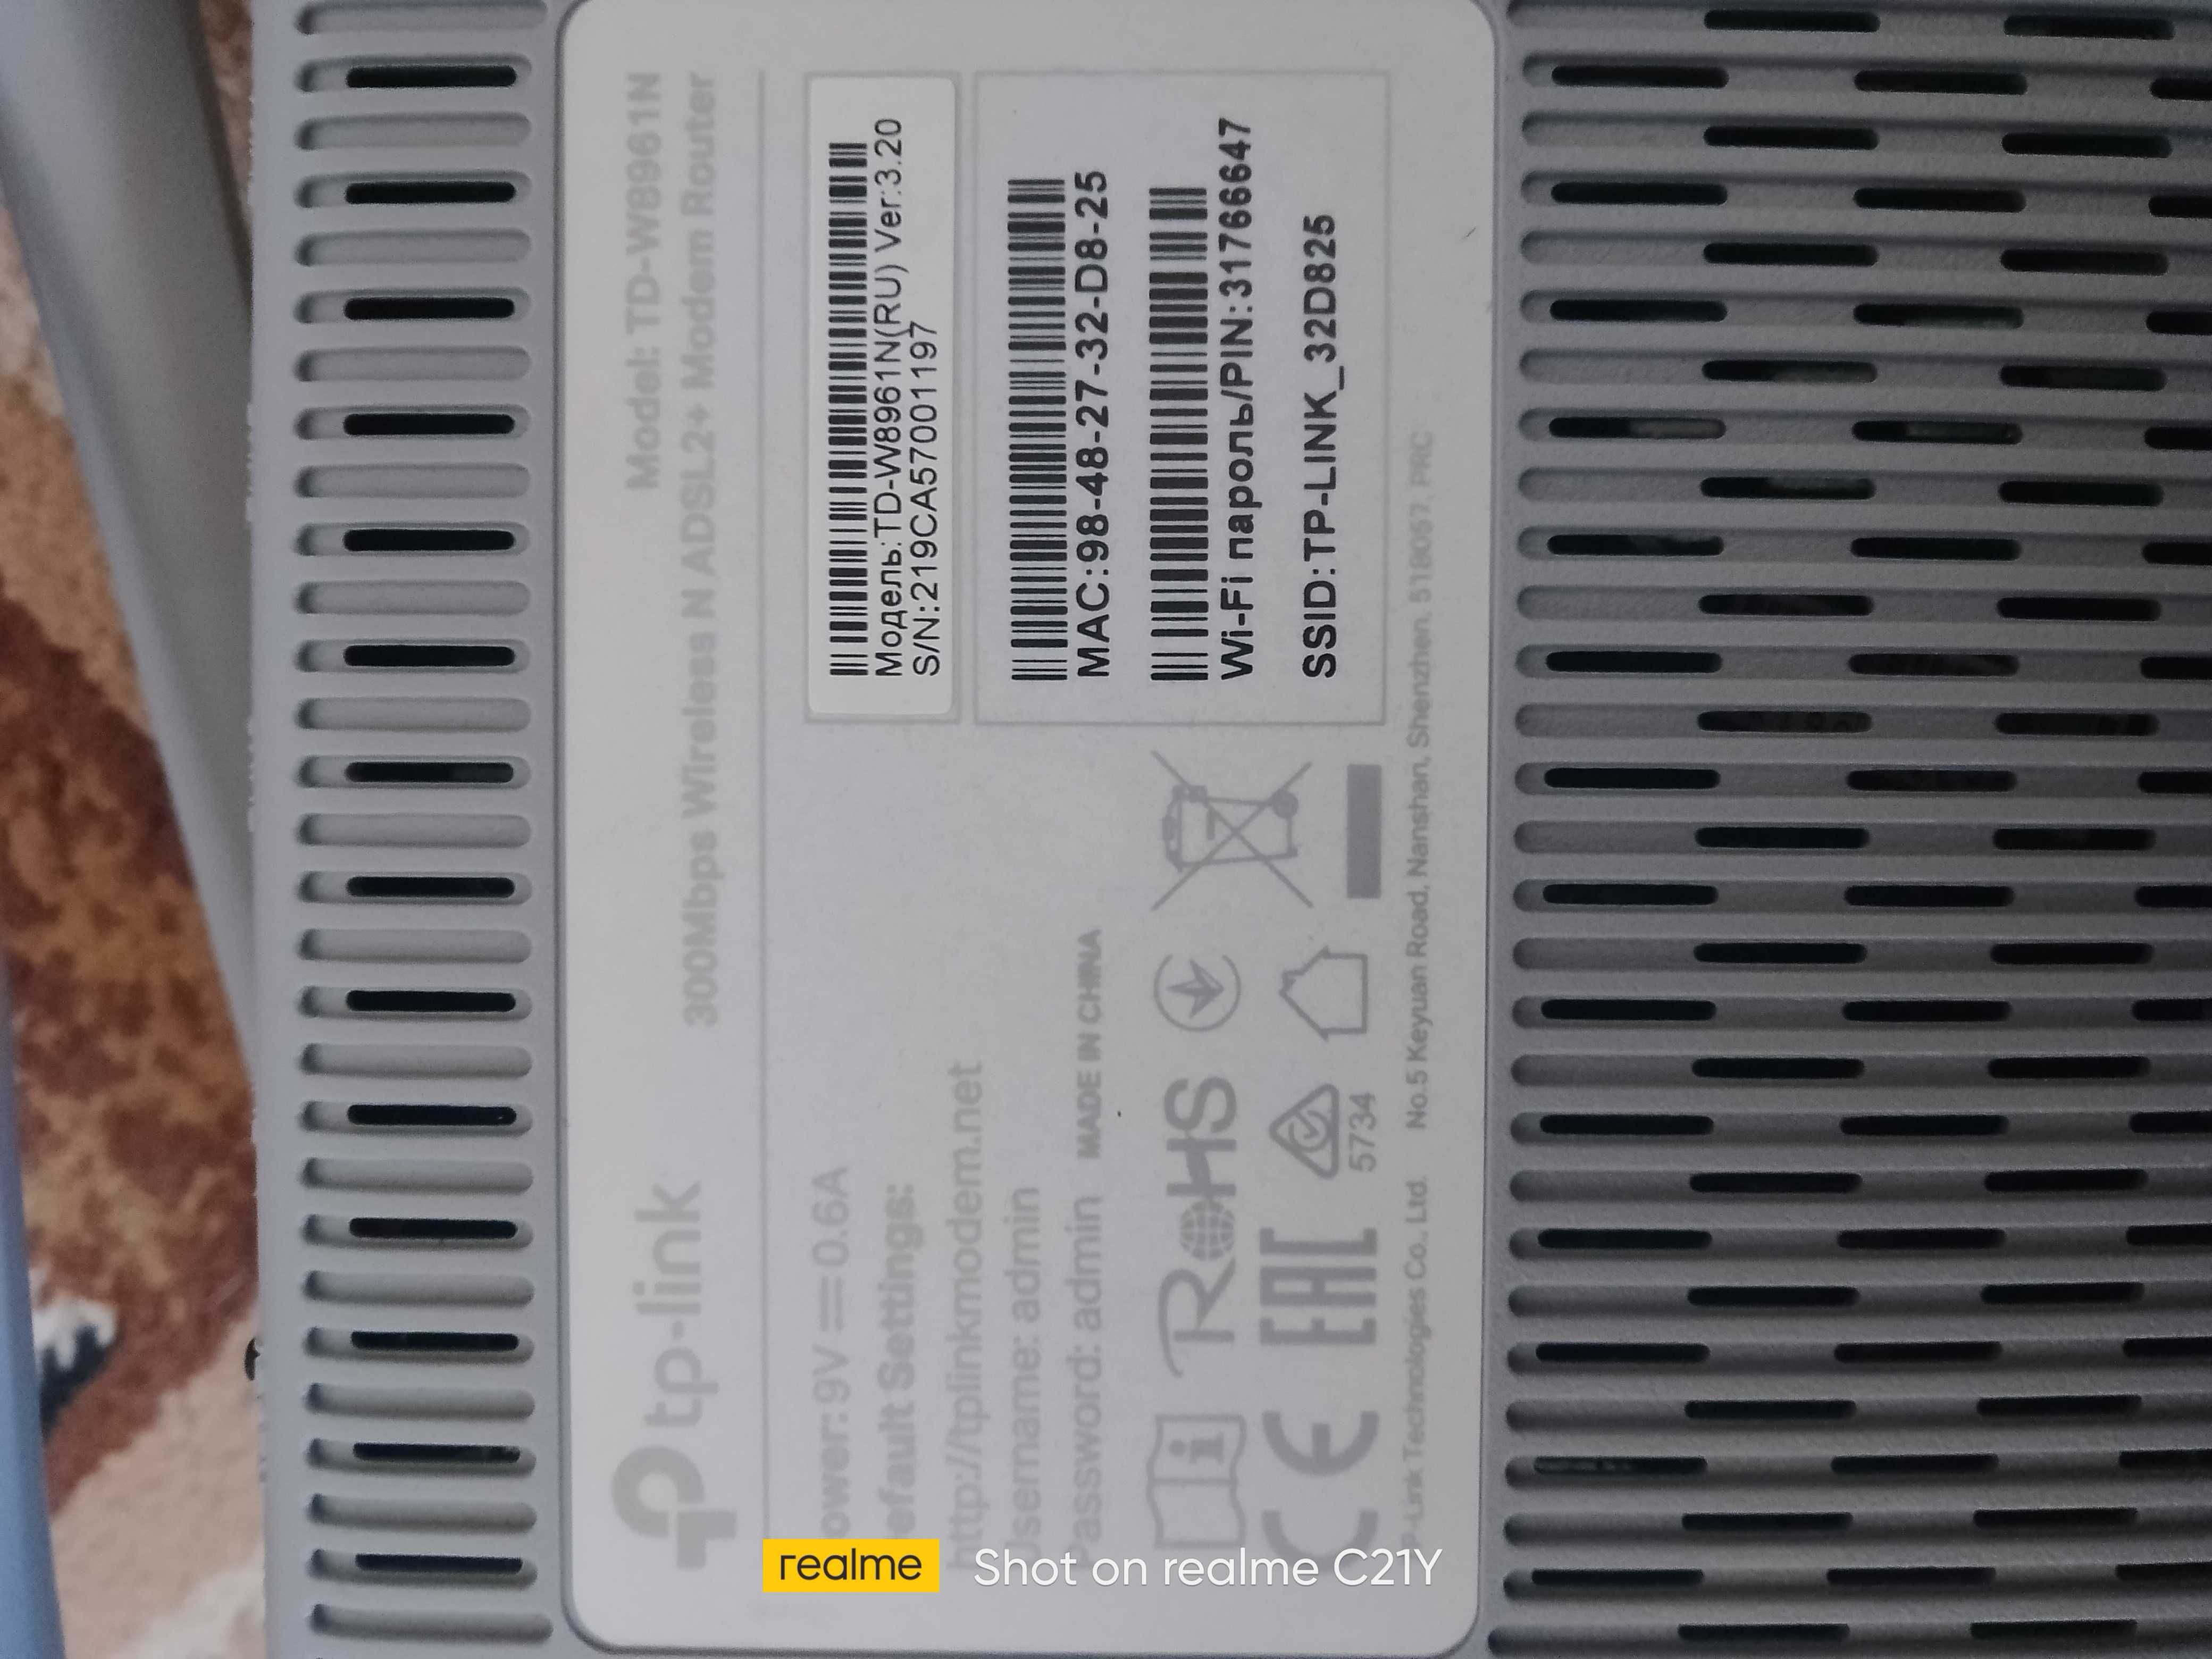 tp-link
Model: TD-W8961N
300Mbps Wireless N ADSL2+ Modem Router
Power:9V⎓0.6A
Default Settings:
http://tplinkmodem.net
Username: admin
Password: admin
MADE IN CHINA
Модель:TD-W8961N(RU) Ver:3.20
S/N:219CA57001197
MAC:98-48-27-32-D8-25
Wi-Fi пароль/PIN:31766647
SSID:TP-LINK_32D825
RoHS
CE
EAC
5734
TP-Link Technologies Co., Ltd. No.5 Keyuan Road, Nanshan, Shenzhen, 518057, PRC
realme Shot on realme C21Y